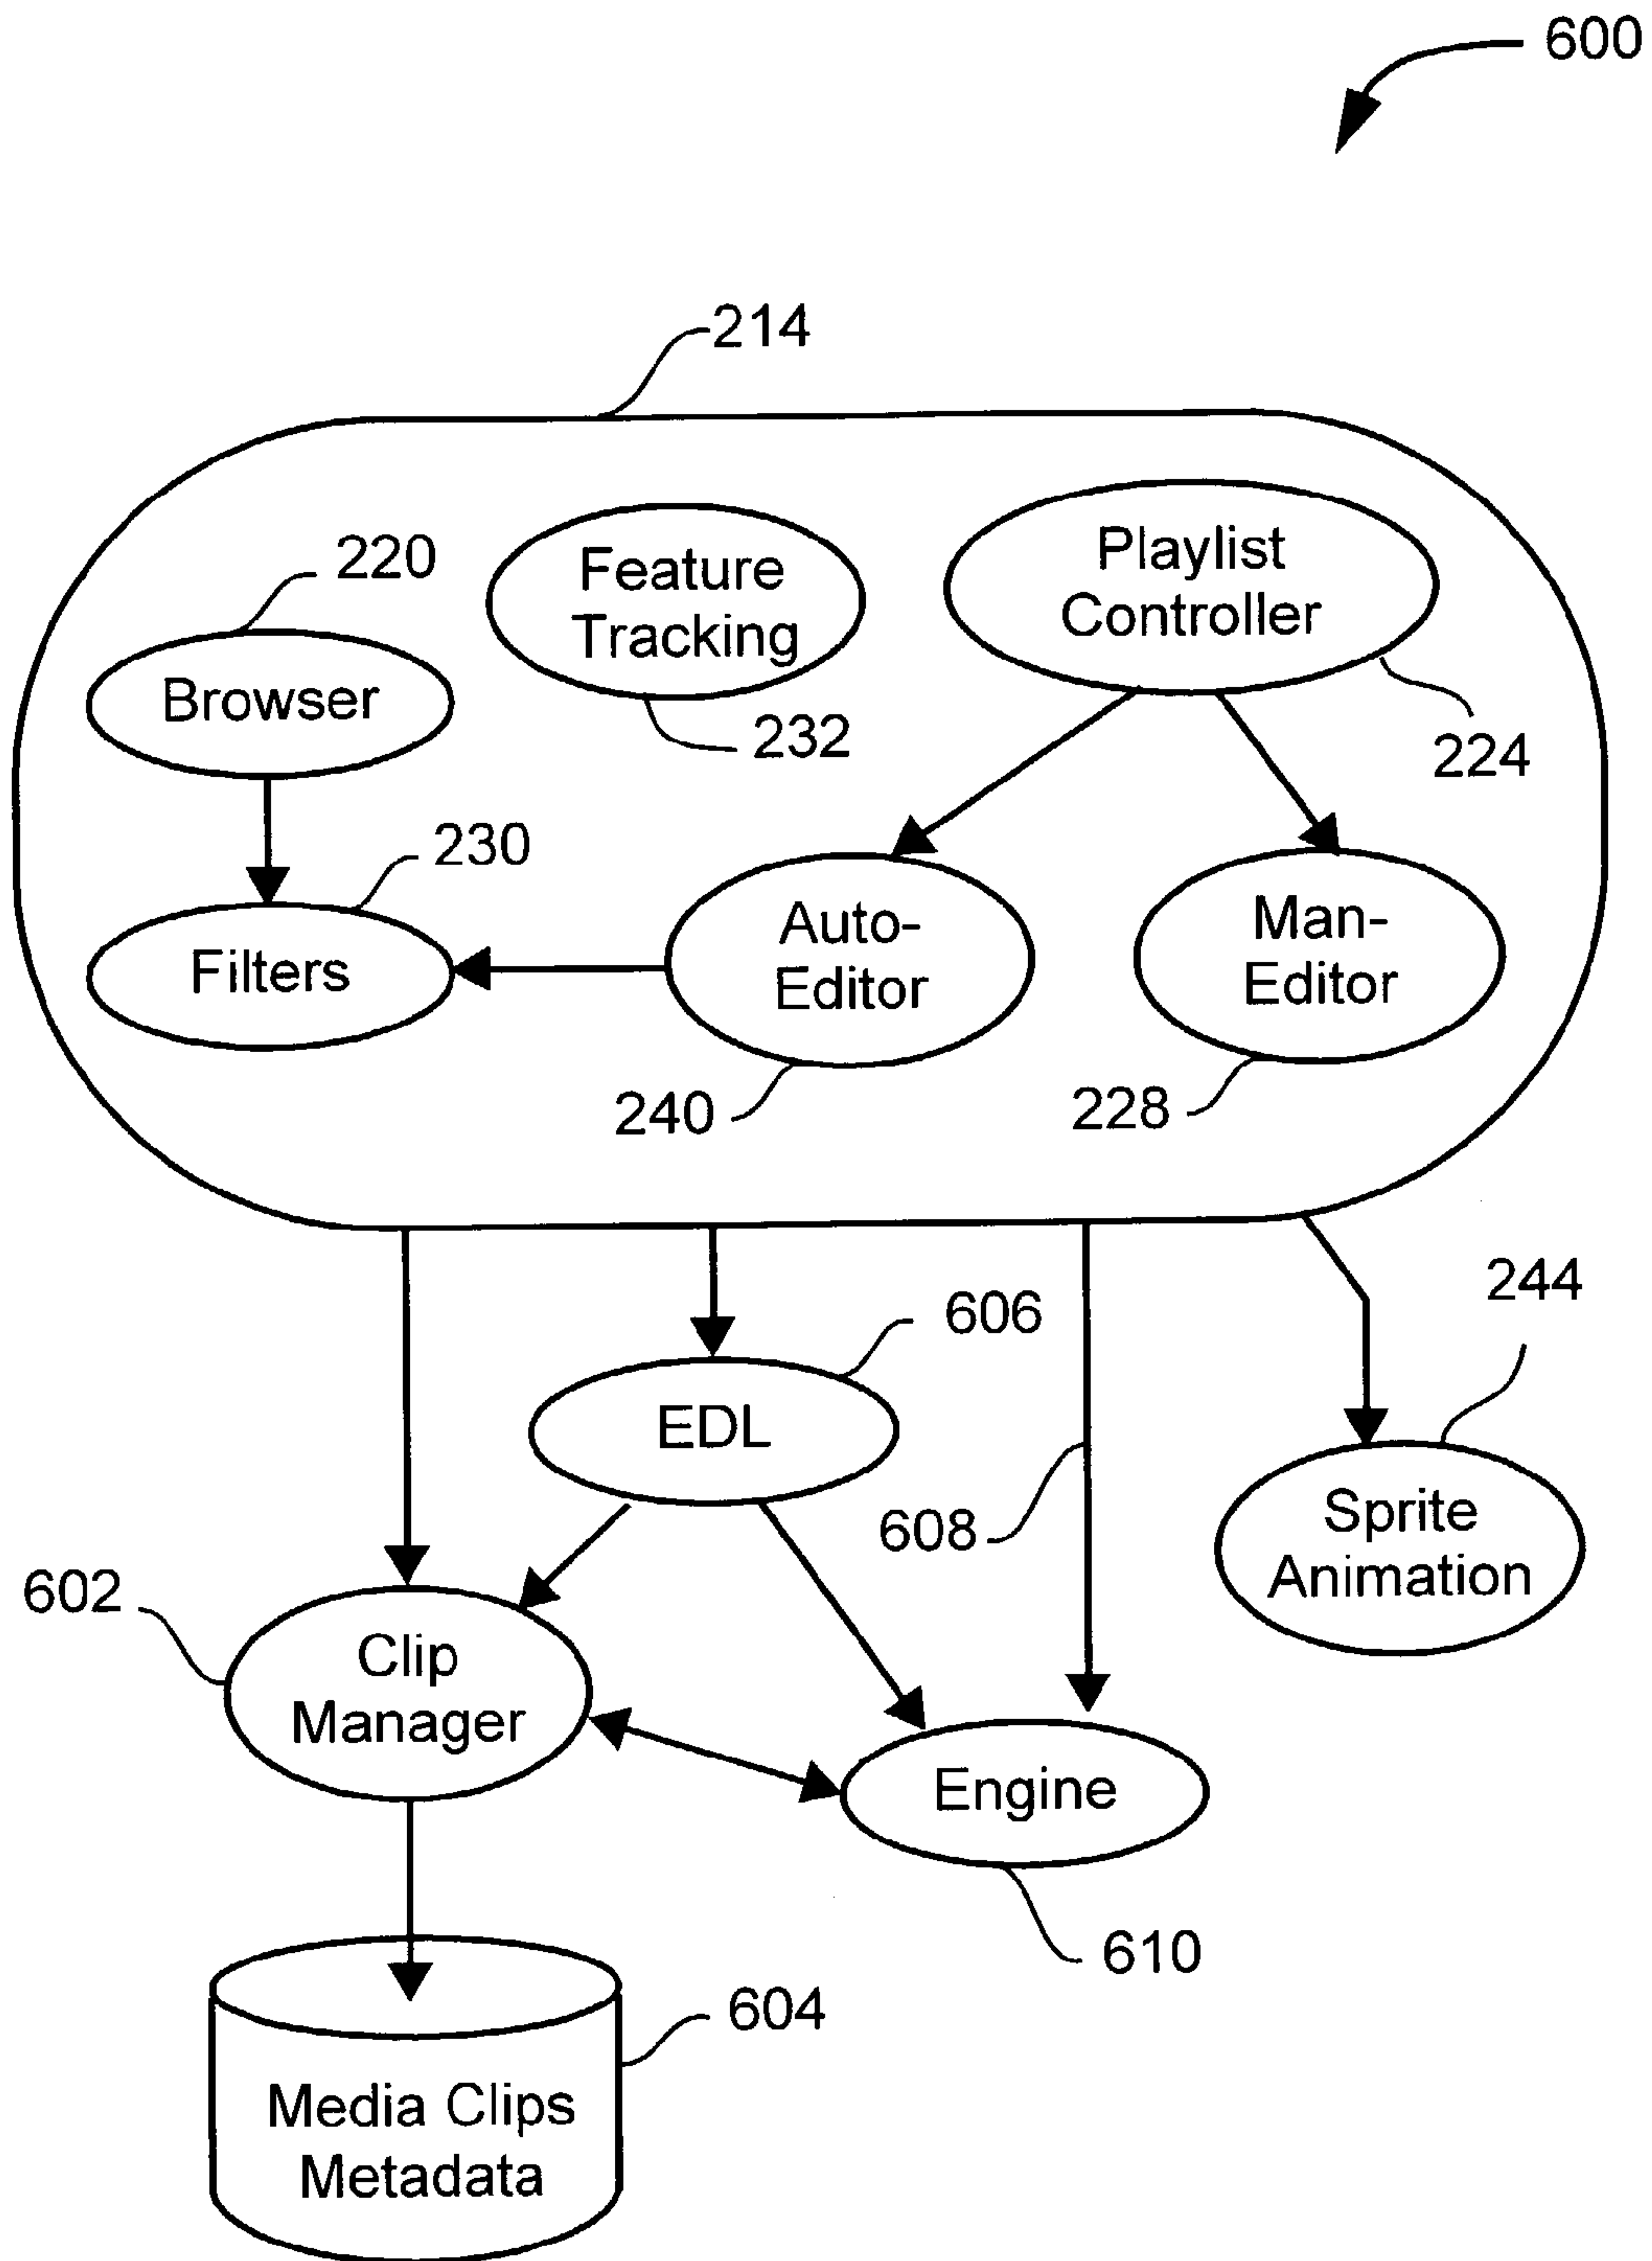 600
214
220
Feature
Tracking
Playlist
Controller
Browser
232
224
230
Filters
Auto-
Editor
Man-
Editor
240
228
244
606
EDL
608
Sprite
Animation
602
Clip
Manager
Engine
610
604
Media Clips
Metadata